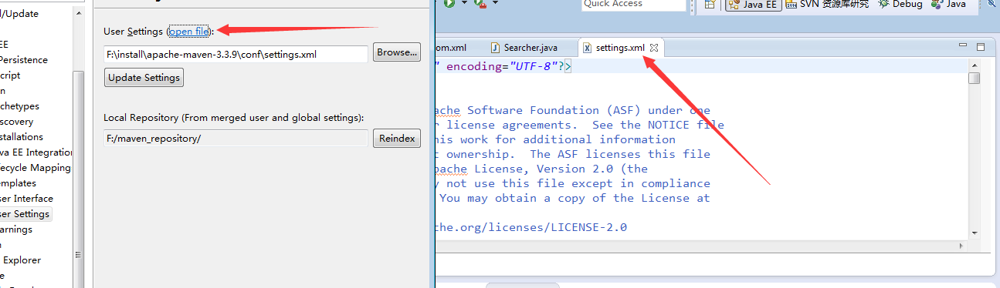 l/Update
EE
Persistence
cript
n
chetypes
scovery
stallations
va EE Integration
fecycle Mapping
emplates
ser Interface
ser Settings
arnings
Explorer
e
User Settings (open file):
F:\install\apache-maven-3.3.9\conf\settings.xml
Browse...
Update Settings
Local Repository (From merged user and global settings):
F:/maven_repository/
Reindex
Quick Access
Java EE
SVN 资源库研究
Debug
Java
om.xml
Searcher.java
settings.xml
" encoding="UTF-8"?>
ache Software Foundation (ASF) under one
r license agreements. See the NOTICE file
his work for additional information
t ownership. The ASF licenses this file
pache License, Version 2.0 (the
y not use this file except in compliance
You may obtain a copy of the License at
che.org/licenses/LICENSE-2.0